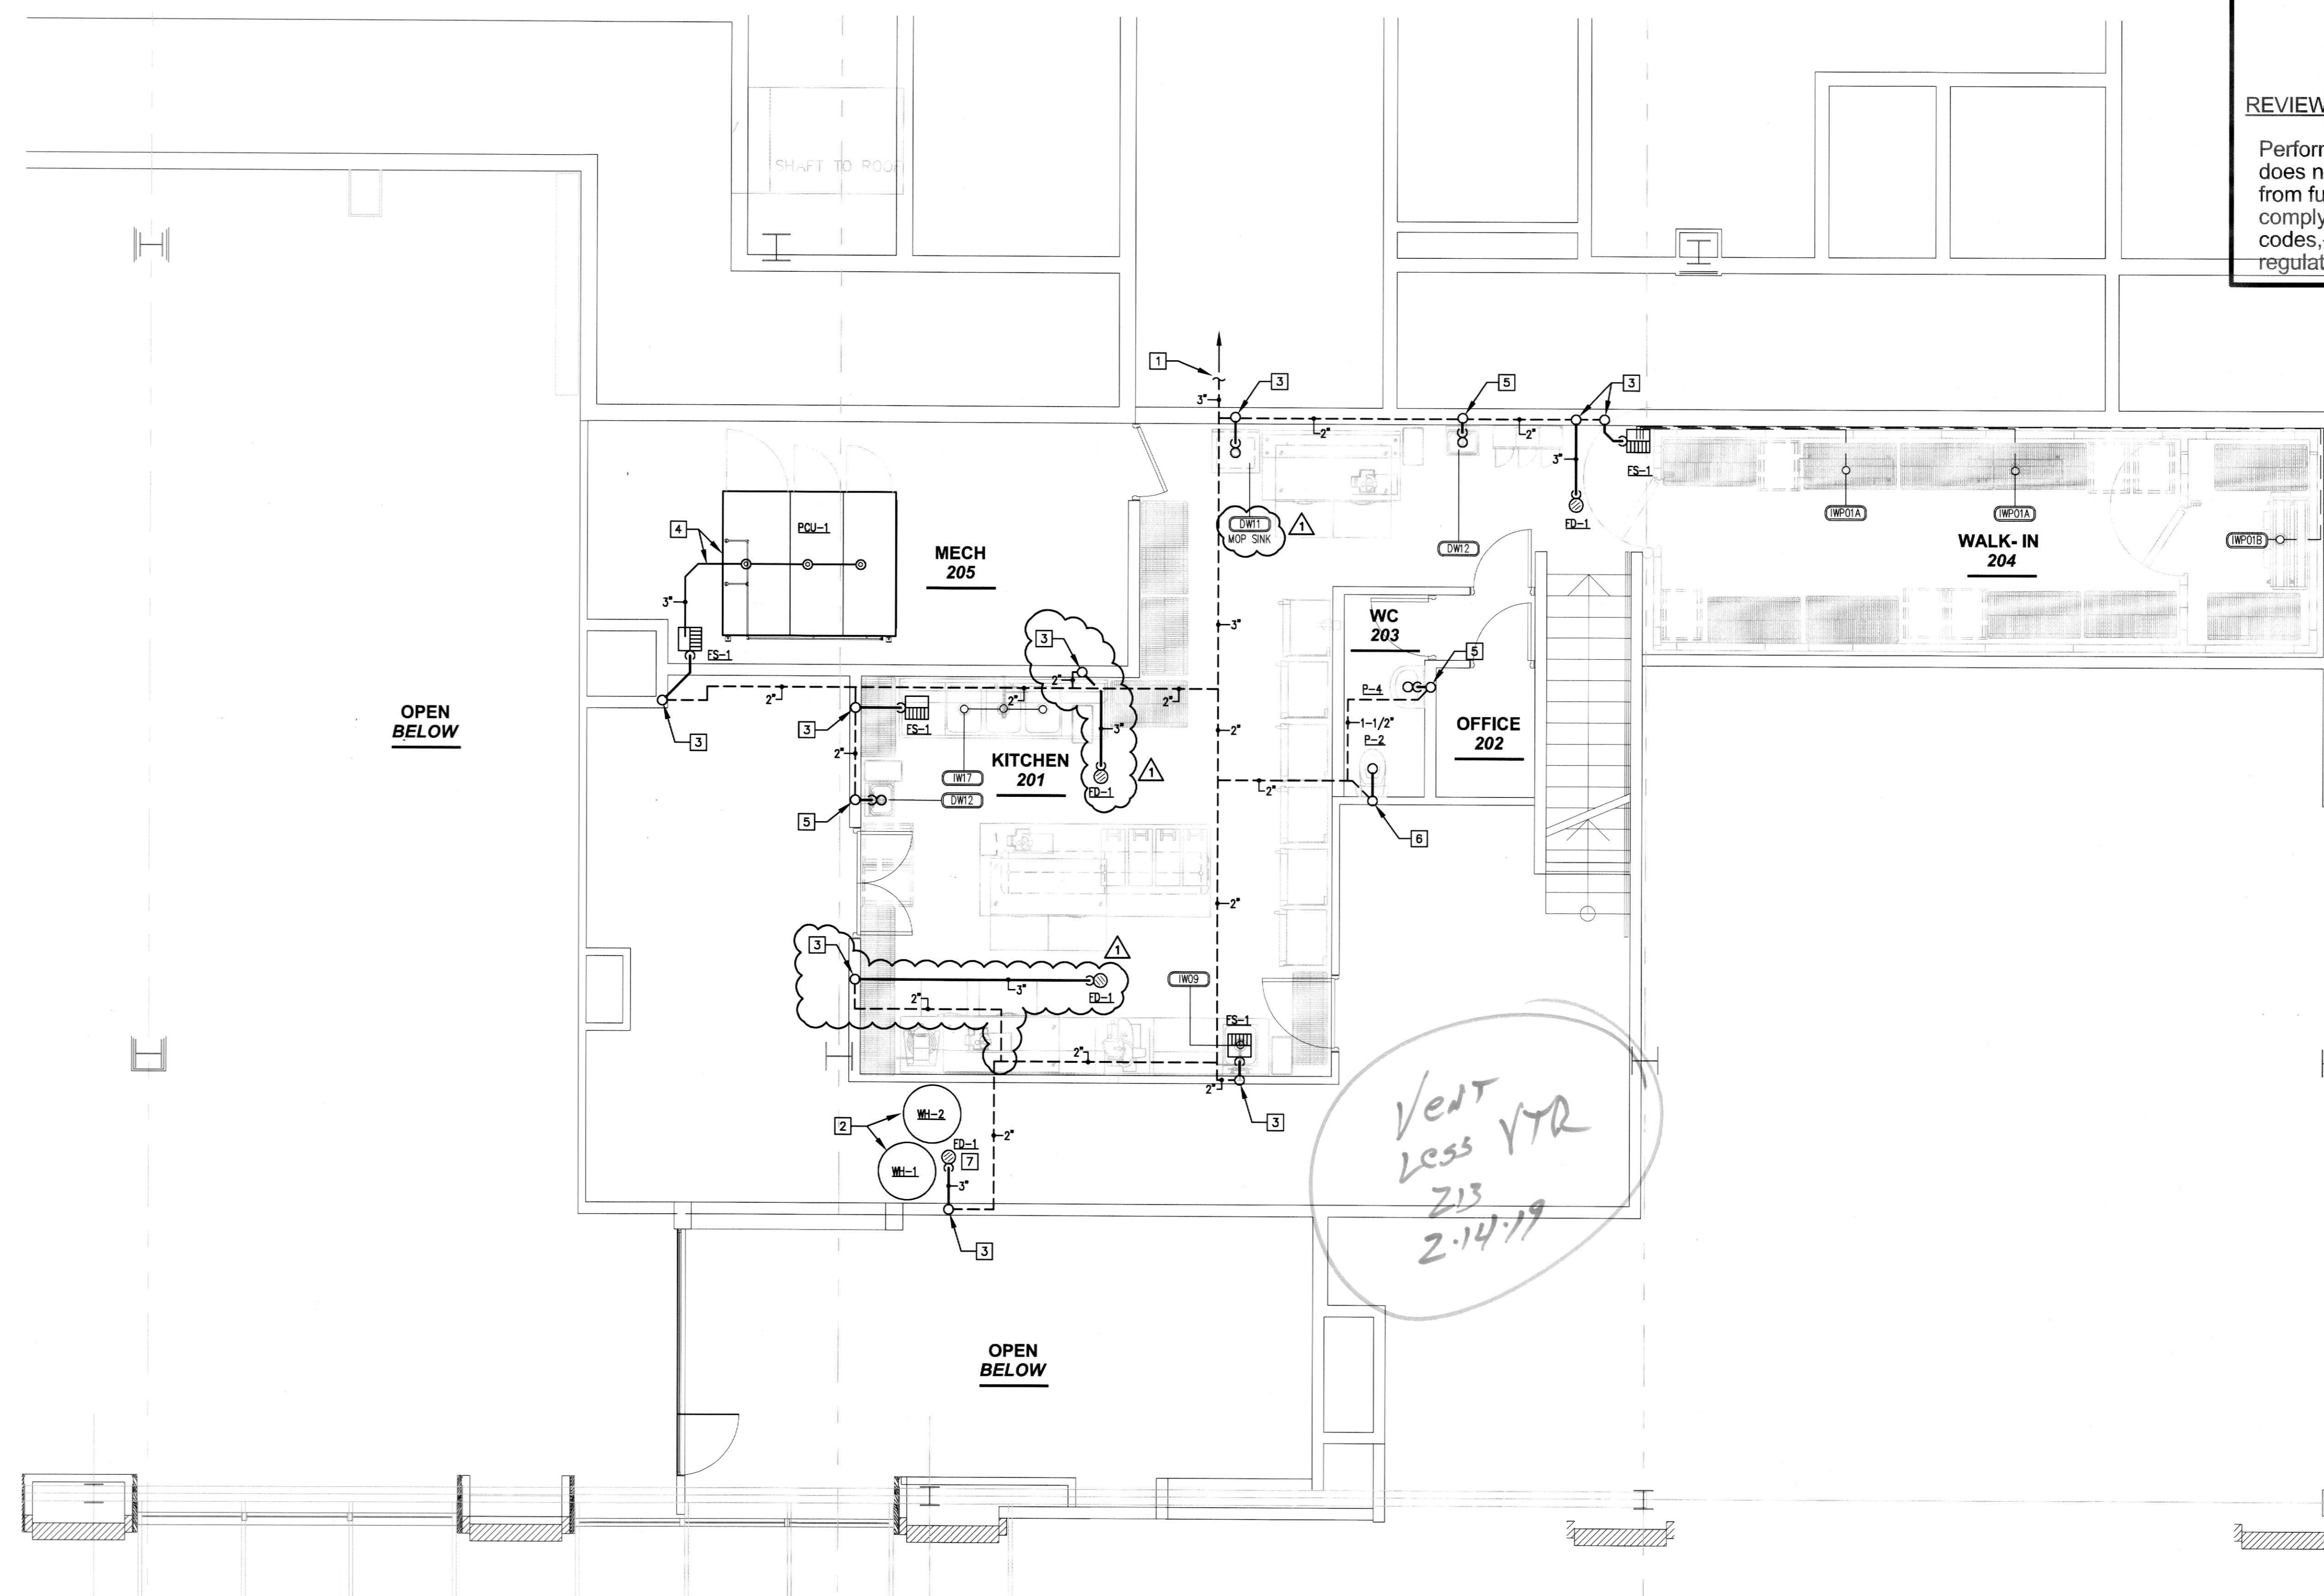 REVIEW
Perform
does n
from fu
comply
codes,
regulat
SHAFT TO ROOF
1
3"
3
5
3
2"
2"
3"
FS-1
FD-1
DW11
MOP SINK
1
DW12
IWP01A
IWP01A
IWP01B
WALK- IN
204
4
PCU-1
MECH
205
3"
FS-1
3
3"
WC
203
5
P-4
1-1/2"
P-2
OFFICE
202
OPEN
BELOW
3
2"
2"
2"
2"
3
FS-1
3"
2"
2"
KITCHEN
201
IW17
DW12
FD-1
1
5
2"
6
2"
3
1
3"
FD-1
2"
IW09
FS-1
2"
2"
3
2
WH-2
WH-1
FD-1
7
3"
2"
3
Vent
Less VTR
213
2.14.19
OPEN
BELOW